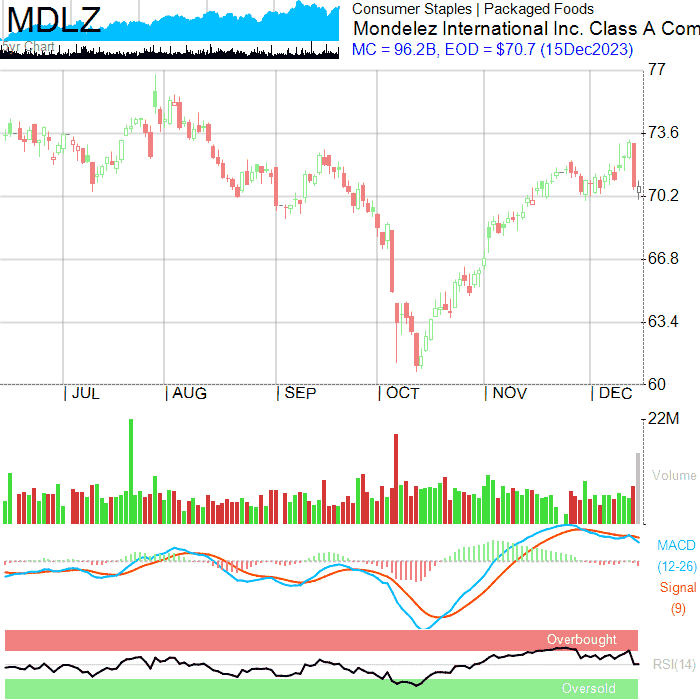 MDLZ
5yr Chart
Consumer Staples | Packaged Foods
Mondelez International Inc. Class A Com
MC = 96.2B, EOD = $70.7 (15Dec2023)
77
73.6
70.2
66.8
63.4
60
JUL
AUG
SEP
OCT
NOV
DEC
22M
Volume
MACD
(12-26)
Signal
(9)
Overbought
RSI(14)
Oversold